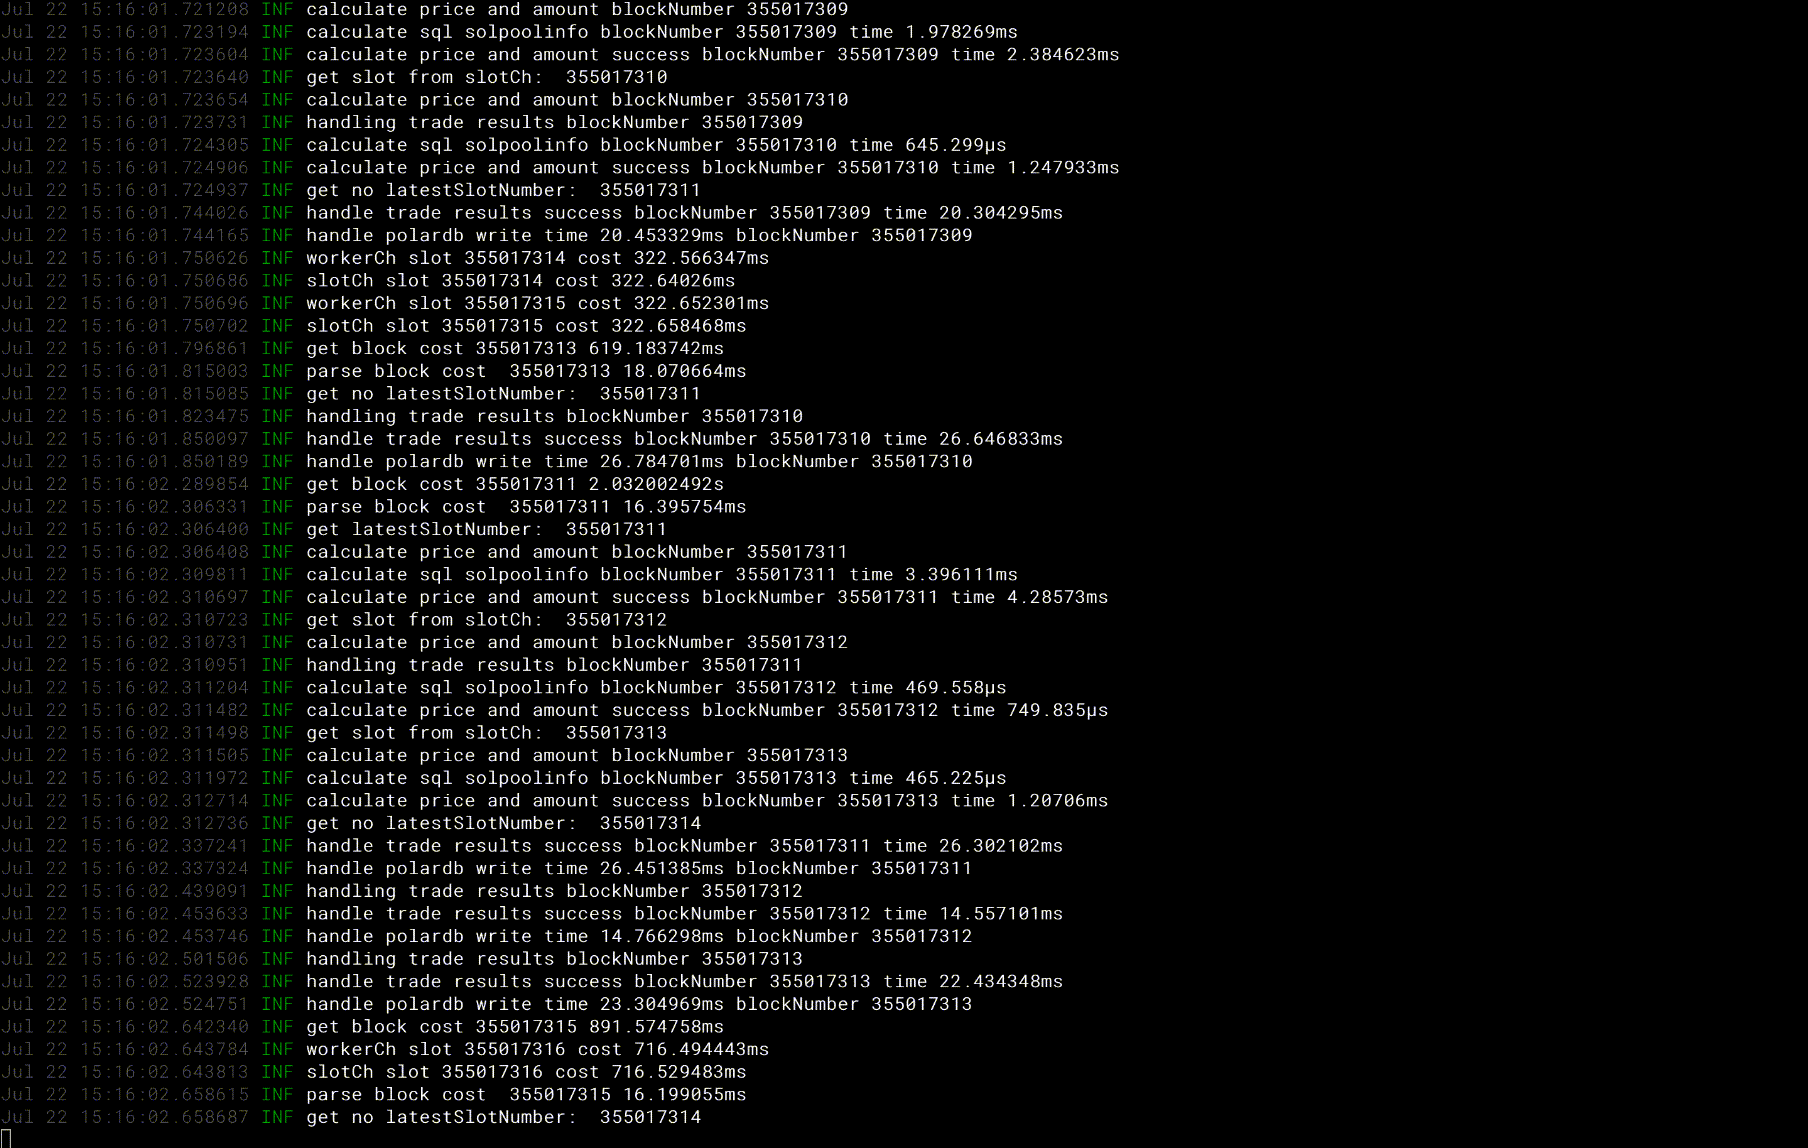 Jul 22 15:16:01.721208 INF calculate price and amount blockNumber 355017309
Jul 22 15:16:01.723194 INF calculate sql solpoolinfo blockNumber 355017309 time 1.978269ms
Jul 22 15:16:01.723604 INF calculate price and amount success blockNumber 355017309 time 2.384623ms
Jul 22 15:16:01.723640 INF get slot from slotCh:  355017310
Jul 22 15:16:01.723654 INF calculate price and amount blockNumber 355017310
Jul 22 15:16:01.723731 INF handling trade results blockNumber 355017309
Jul 22 15:16:01.724305 INF calculate sql solpoolinfo blockNumber 355017310 time 645.299µs
Jul 22 15:16:01.724906 INF calculate price and amount success blockNumber 355017310 time 1.247933ms
Jul 22 15:16:01.724937 INF get no latestSlotNumber:  355017311
Jul 22 15:16:01.744026 INF handle trade results success blockNumber 355017309 time 20.304295ms
Jul 22 15:16:01.744165 INF handle polardb write time 20.453329ms blockNumber 355017309
Jul 22 15:16:01.750626 INF workerCh slot 355017314 cost 322.566347ms
Jul 22 15:16:01.750686 INF slotCh slot 355017314 cost 322.64026ms
Jul 22 15:16:01.750696 INF workerCh slot 355017315 cost 322.652301ms
Jul 22 15:16:01.750702 INF slotCh slot 355017315 cost 322.658468ms
Jul 22 15:16:01.796861 INF get block cost 355017313 619.183742ms
Jul 22 15:16:01.815003 INF parse block cost  355017313 18.070664ms
Jul 22 15:16:01.815085 INF get no latestSlotNumber:  355017311
Jul 22 15:16:01.823475 INF handling trade results blockNumber 355017310
Jul 22 15:16:01.850097 INF handle trade results success blockNumber 355017310 time 26.646833ms
Jul 22 15:16:01.850189 INF handle polardb write time 26.784701ms blockNumber 355017310
Jul 22 15:16:02.289854 INF get block cost 355017311 2.032002492s
Jul 22 15:16:02.306331 INF parse block cost  355017311 16.395754ms
Jul 22 15:16:02.306400 INF get latestSlotNumber:  355017311
Jul 22 15:16:02.306408 INF calculate price and amount blockNumber 355017311
Jul 22 15:16:02.309811 INF calculate sql solpoolinfo blockNumber 355017311 time 3.396111ms
Jul 22 15:16:02.310697 INF calculate price and amount success blockNumber 355017311 time 4.28573ms
Jul 22 15:16:02.310723 INF get slot from slotCh:  355017312
Jul 22 15:16:02.310731 INF calculate price and amount blockNumber 355017312
Jul 22 15:16:02.310951 INF handling trade results blockNumber 355017311
Jul 22 15:16:02.311204 INF calculate sql solpoolinfo blockNumber 355017312 time 469.558µs
Jul 22 15:16:02.311482 INF calculate price and amount success blockNumber 355017312 time 749.835µs
Jul 22 15:16:02.311498 INF get slot from slotCh:  355017313
Jul 22 15:16:02.311505 INF calculate price and amount blockNumber 355017313
Jul 22 15:16:02.311972 INF calculate sql solpoolinfo blockNumber 355017313 time 465.225µs
Jul 22 15:16:02.312714 INF calculate price and amount success blockNumber 355017313 time 1.20706ms
Jul 22 15:16:02.312736 INF get no latestSlotNumber:  355017314
Jul 22 15:16:02.337241 INF handle trade results success blockNumber 355017311 time 26.302102ms
Jul 22 15:16:02.337324 INF handle polardb write time 26.451385ms blockNumber 355017311
Jul 22 15:16:02.439091 INF handling trade results blockNumber 355017312
Jul 22 15:16:02.453633 INF handle trade results success blockNumber 355017312 time 14.557101ms
Jul 22 15:16:02.453746 INF handle polardb write time 14.766298ms blockNumber 355017312
Jul 22 15:16:02.501506 INF handling trade results blockNumber 355017313
Jul 22 15:16:02.523928 INF handle trade results success blockNumber 355017313 time 22.434348ms
Jul 22 15:16:02.524751 INF handle polardb write time 23.304969ms blockNumber 355017313
Jul 22 15:16:02.642340 INF get block cost 355017315 891.574758ms
Jul 22 15:16:02.643784 INF workerCh slot 355017316 cost 716.494443ms
Jul 22 15:16:02.643813 INF slotCh slot 355017316 cost 716.529483ms
Jul 22 15:16:02.658615 INF parse block cost  355017315 16.199055ms
Jul 22 15:16:02.658687 INF get no latestSlotNumber:  355017314